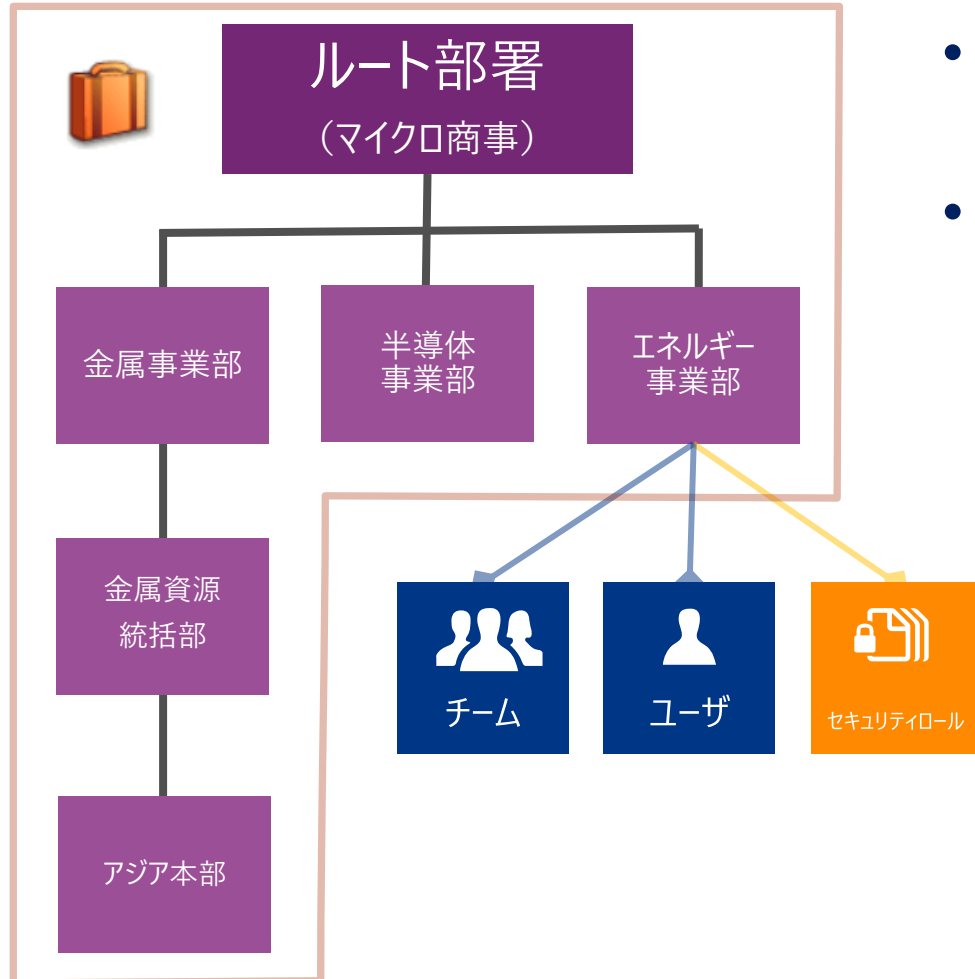 ルート部署
（マイクロ商事）
金属事業部
半導体
事業部
エネルギー
事業部
金属資源
統括部
チーム
ユーザ
セキュリティロール
アジア本部